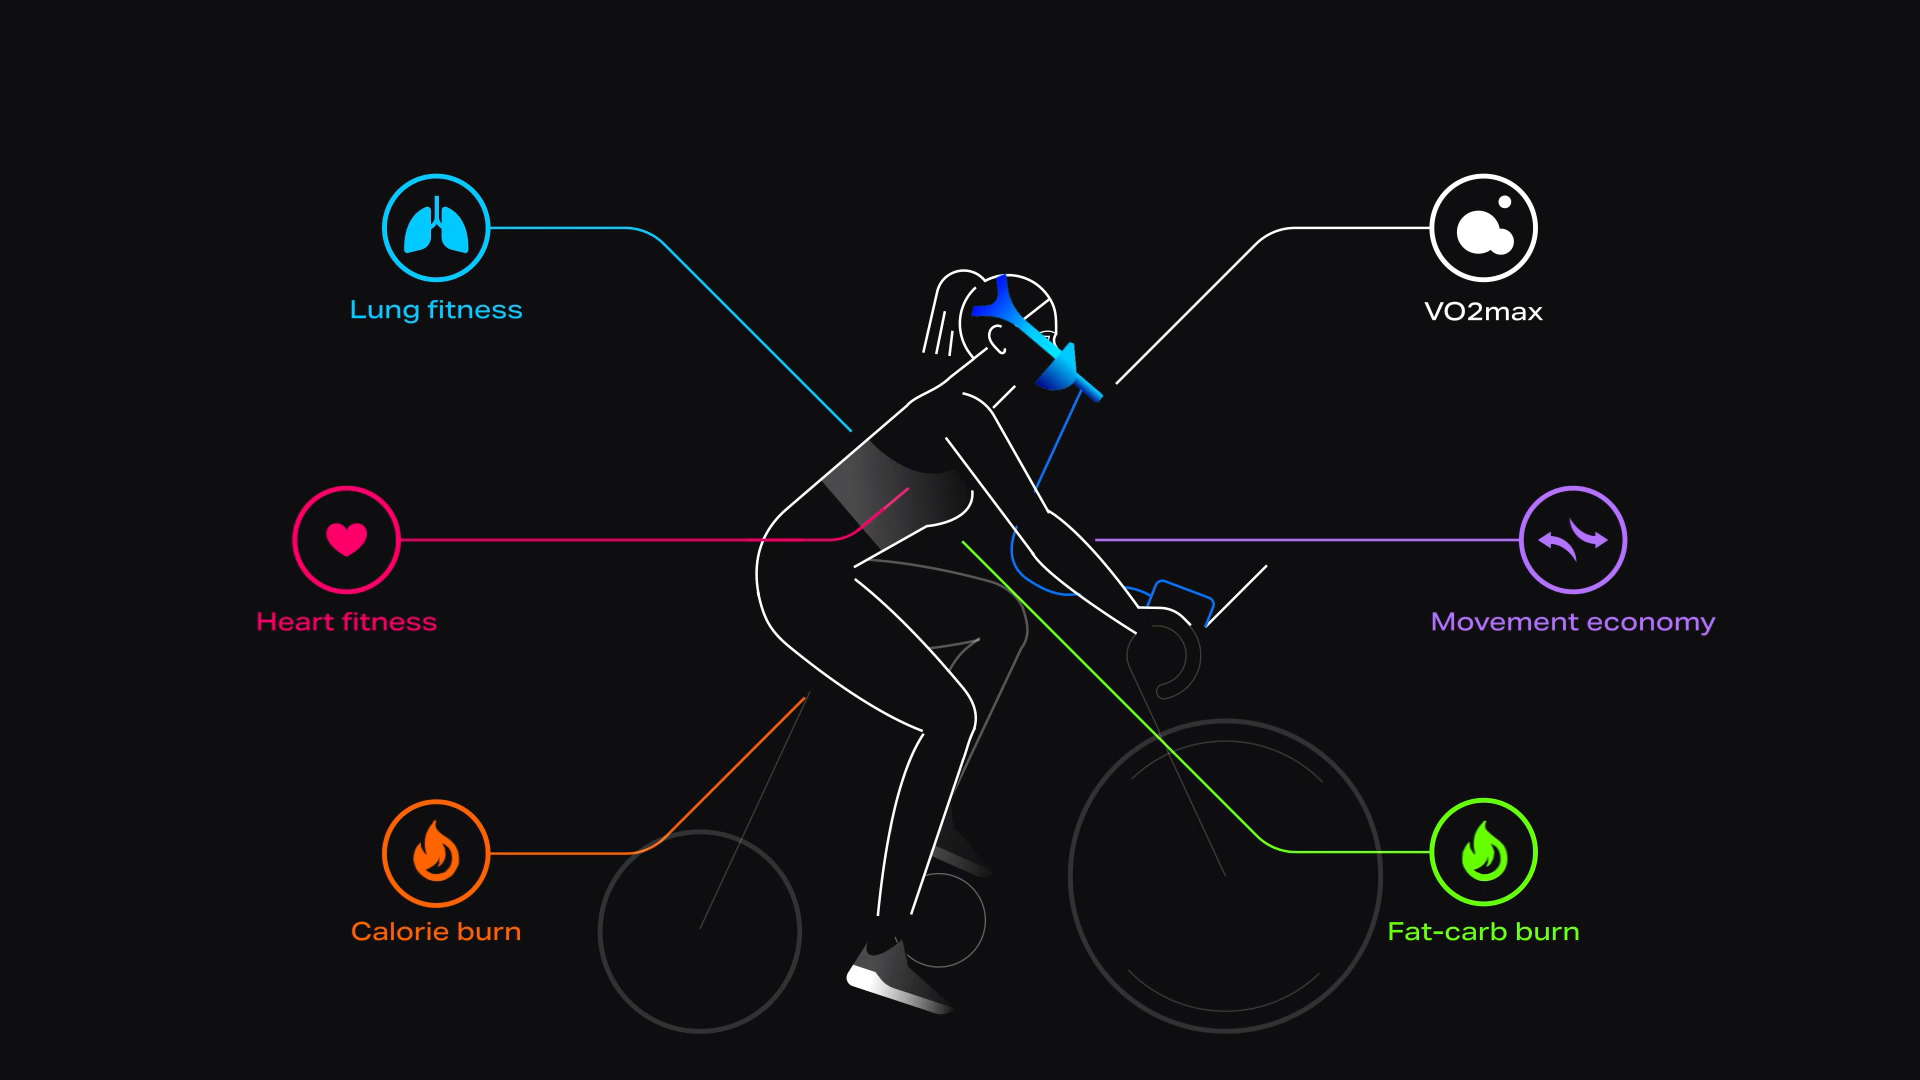 Lung fitness
VO2max
Heart fitness
Movement economy
Calorie burn
Fat-carb burn